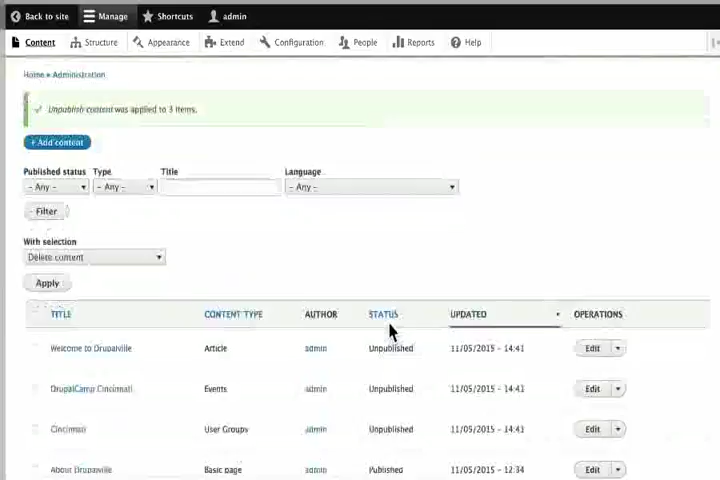 Back to site Manage Shortcuts admin
Content Structure Appearance Extend Configuration People Reports Help
Home » Administration
Unpublish content was applied to 3 items.
+ Add content
Published status Type Title Language
- Any - - Any - - Any -
Filter
With selection
Delete content
Apply
TITLE CONTENT TYPE AUTHOR STATUS UPDATED OPERATIONS
Welcome to Drupalville Article admin Unpublished 11/05/2015 - 14:41 Edit
DrupalCamp Cincinnati Events admin Unpublished 11/05/2015 - 14:41 Edit
Cincinnati User Groups admin Unpublished 11/05/2015 - 14:41 Edit
About Drupalville Basic page admin Published 11/05/2015 - 12:34 Edit